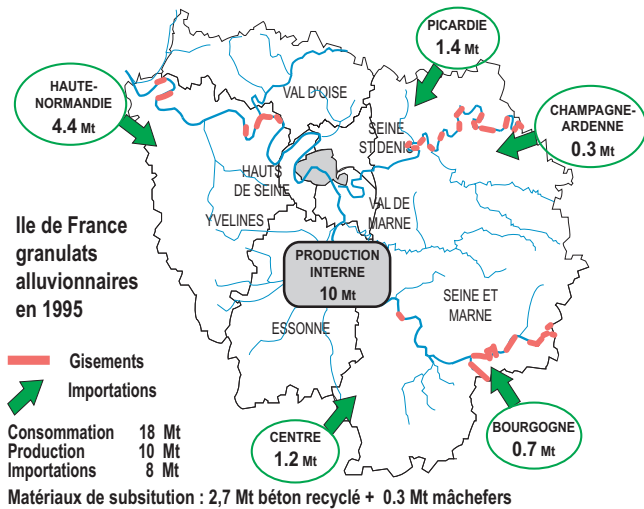 PICARDIE
1.4 Mt
HAUTE-
NORMANDIE
4.4 Mt
VAL D'OISE
CHAMPAGNE-
ARDENNE
0.3 Mt
SEINE
ST DENIS
HAUTS
DE SEINE
YVELINES
VAL DE
MARNE
Ile de France
granulats
alluvionnaires
en 1995
PRODUCTION
INTERNE
10 Mt
SEINE ET
MARNE
ESSONNE
Gisements
Importations
CENTRE
1.2 Mt
BOURGOGNE
0.7 Mt
Consommation 18 Mt
Production 10 Mt
Importations 8 Mt
Matériaux de subsitution : 2,7 Mt béton recyclé + 0.3 Mt mâchefers